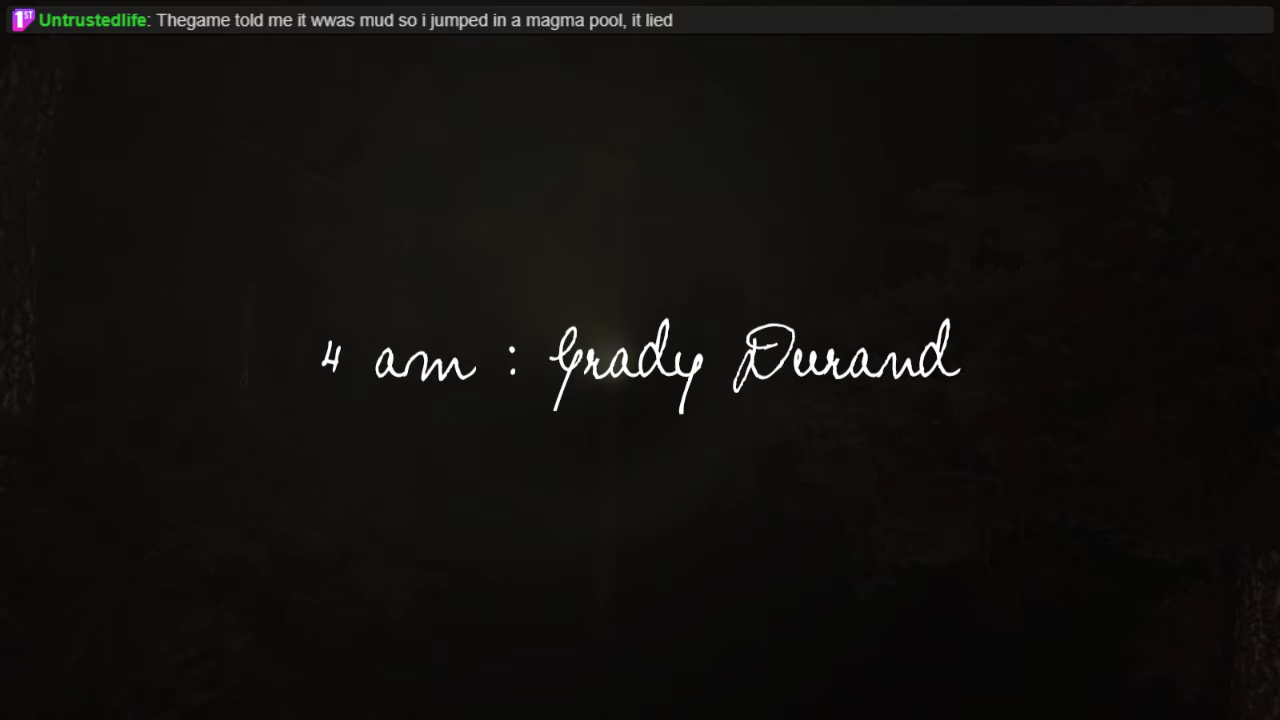 1ST Untrustedlife: Thegame told me it wwas mud so i jumped in a magma pool, it lied
4 am : Grady Durand